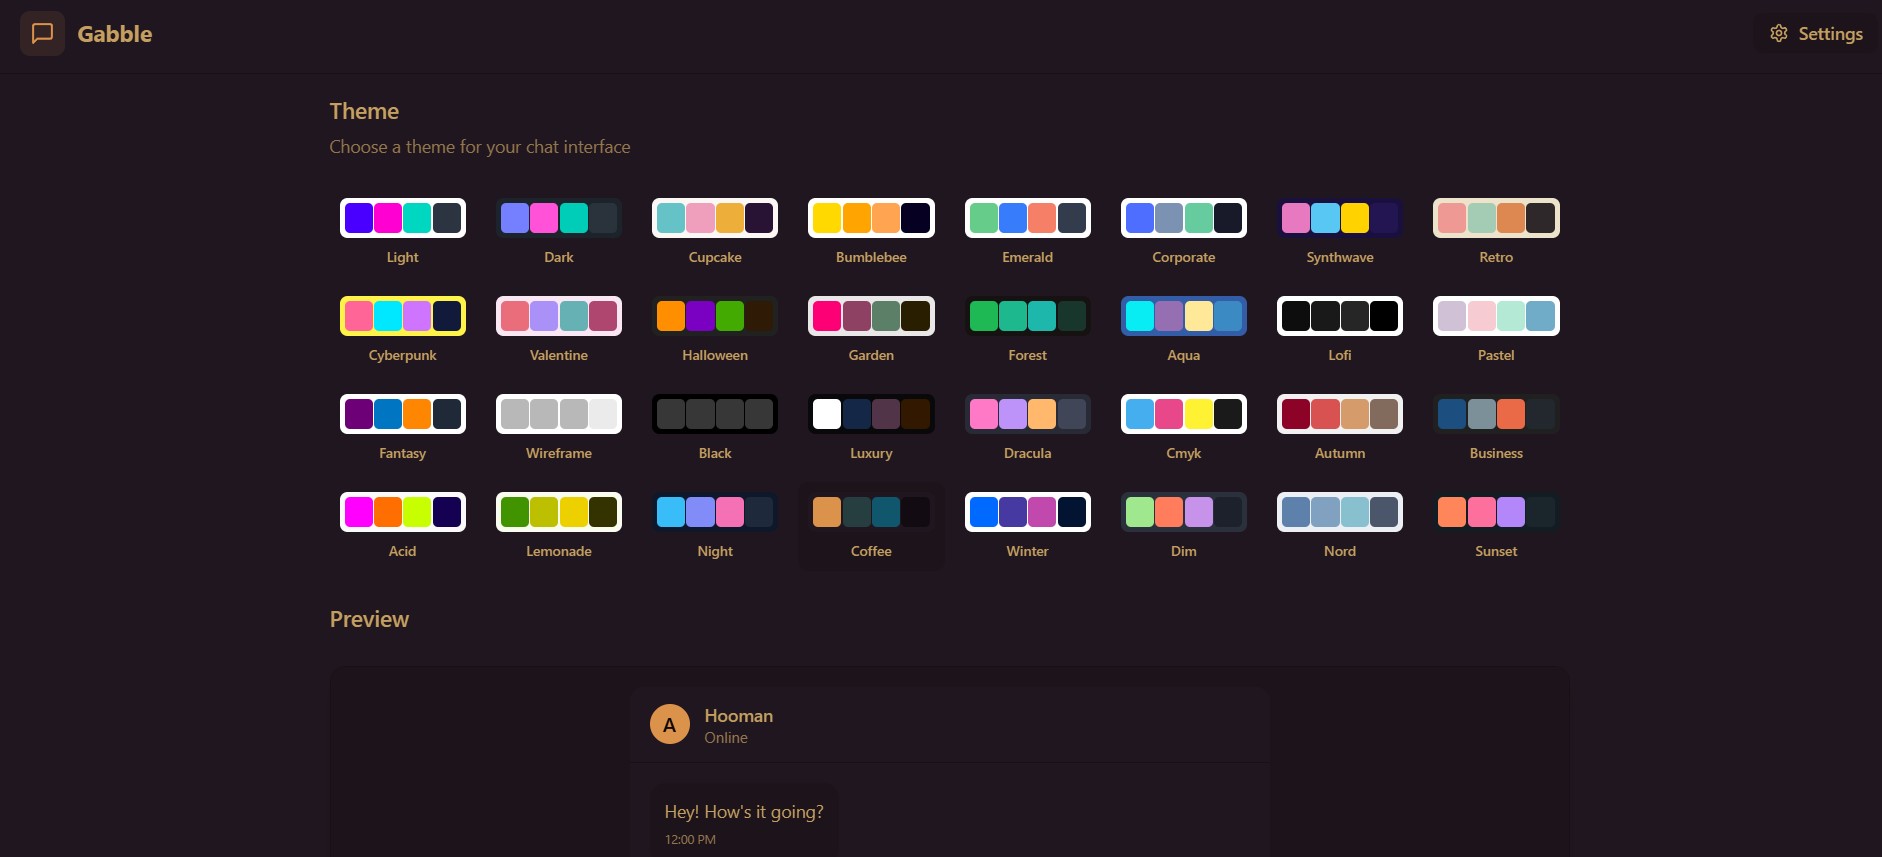 Gabble
Settings
Theme
Choose a theme for your chat interface
Light
Dark
Cupcake
Bumblebee
Emerald
Corporate
Synthwave
Retro
Cyberpunk
Valentine
Halloween
Garden
Forest
Aqua
Lofi
Pastel
Fantasy
Wireframe
Black
Luxury
Dracula
Cmyk
Autumn
Business
Acid
Lemonade
Night
Coffee
Winter
Dim
Nord
Sunset
Preview
A
Hooman
Online
Hey! How's it going?
12:00 PM